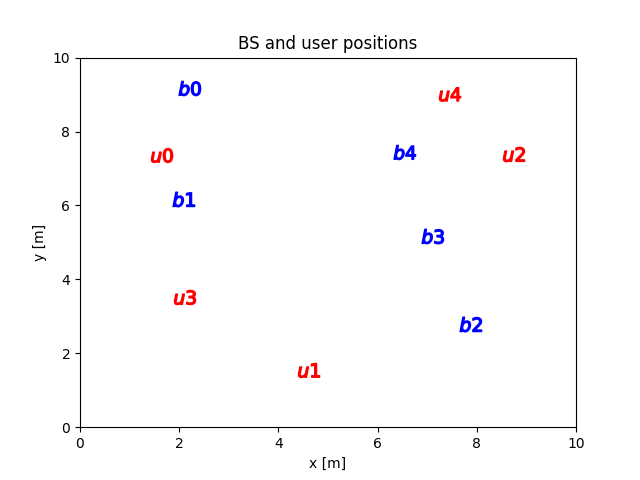 BS and user positions
10
b0
u4
8
b4
u2
u0
6
b1
b3
y [m]
4
u3
b2
2
u1
0
0 2 4 6 8 10
x [m]